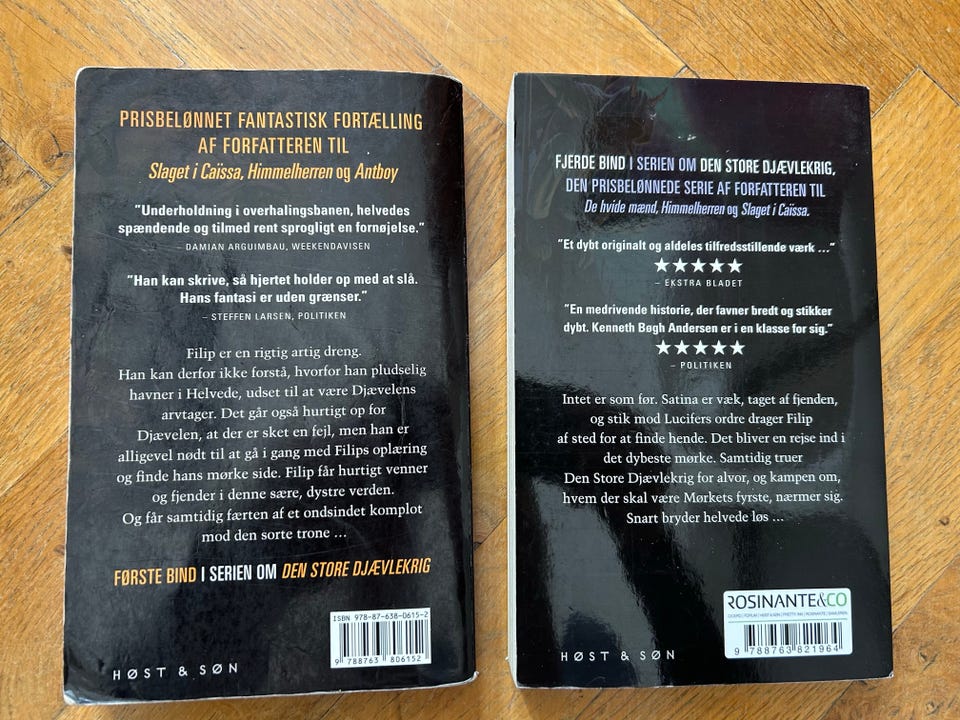 PRISBELØNNET FANTASTISK FORTÆLLING
AF FORFATTEREN TIL
Slaget i Caïssa, Himmelherren og Antboy
"Underholdning i overhalingsbanen, helvedes
spændende og tilmed rent sprogligt en fornøjelse."
– DAMIAN ARGUIMBAU, WEEKENDAVISEN
"Han kan skrive, så hjertet holder op med at slå.
Hans fantasi er uden grænser."
– STEFFEN LARSEN, POLITIKEN
Filip er en rigtig artig dreng.
Han kan derfor ikke forstå, hvorfor han pludselig
havner i Helvede, udset til at være Djævelens
arvtager. Det går også hurtigt op for
Djævelen, at der er sket en fejl, men han er
alligevel nødt til at gå i gang med Filips oplæring
og finde hans mørke side. Filip får hurtigt venner
og fjender i denne sære, dystre verden.
Og får samtidig færten af et ondsindet komplot
mod den sorte trone ...
FØRSTE BIND I SERIEN OM DEN STORE DJÆVLEKRIG
ISBN 978-87-638-0615-2
9 788763 806152
HØST & SØN
FJERDE BIND I SERIEN OM DEN STORE DJÆVLEKRIG,
DEN PRISBELØNNEDE SERIE AF FORFATTEREN TIL
De hvide mænd, Himmelherren og Slaget i Caïssa.
"Et dybt originalt og aldeles tilfredsstillende værk ..."
★★★★★
– EKSTRA BLADET
"En medrivende historie, der favner bredt og stikker
dybt. Kenneth Bøgh Andersen er i en klasse for sig."
★★★★★
– POLITIKEN
Intet er som før. Satina er væk, taget af fjenden,
og stik mod Lucifers ordre drager Filip
af sted for at finde hende. Det bliver en rejse ind i
det dybeste mørke. Samtidig truer
Den Store Djævlekrig for alvor, og kampen om,
hvem der skal være Mørkets fyrste, nærmer sig.
Snart bryder helvede løs ...
ROSINANTE&CO
9 788763 821964
HØST & SØN